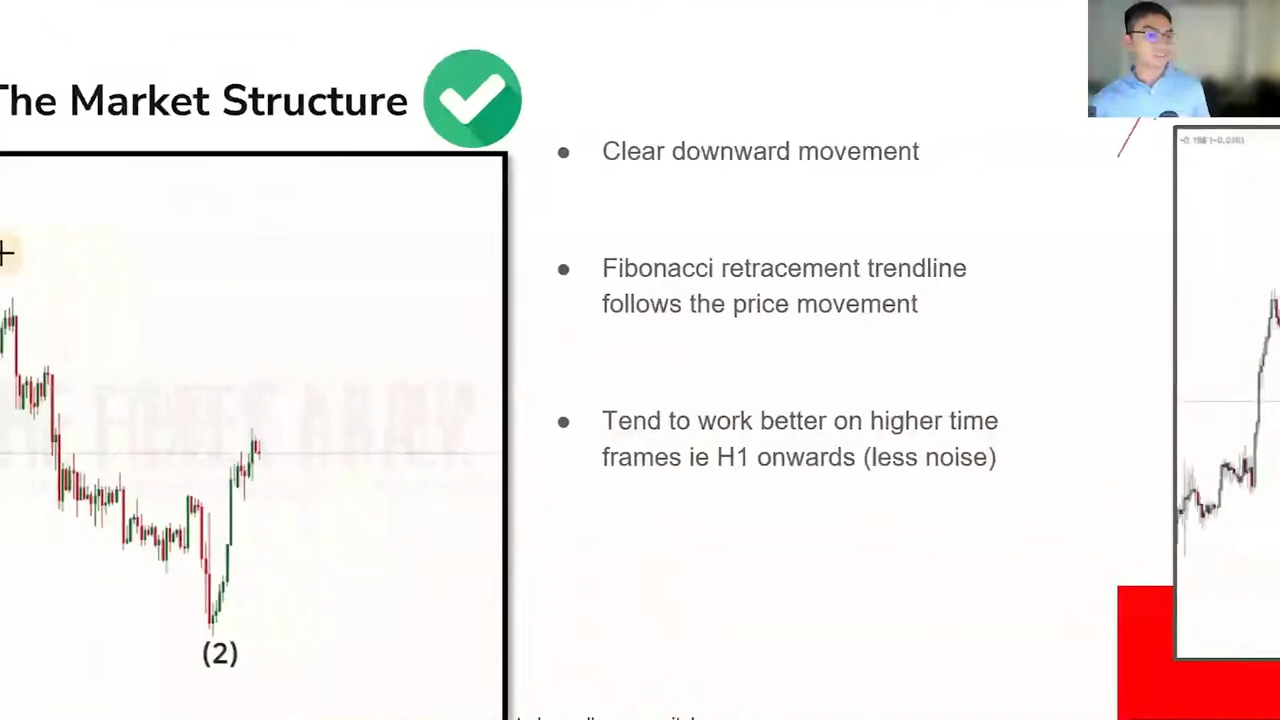 The Market Structure
● Clear downward movement
● Fibonacci retracement trendline
follows the price movement
● Tend to work better on higher time
frames ie H1 onwards (less noise)
(2)